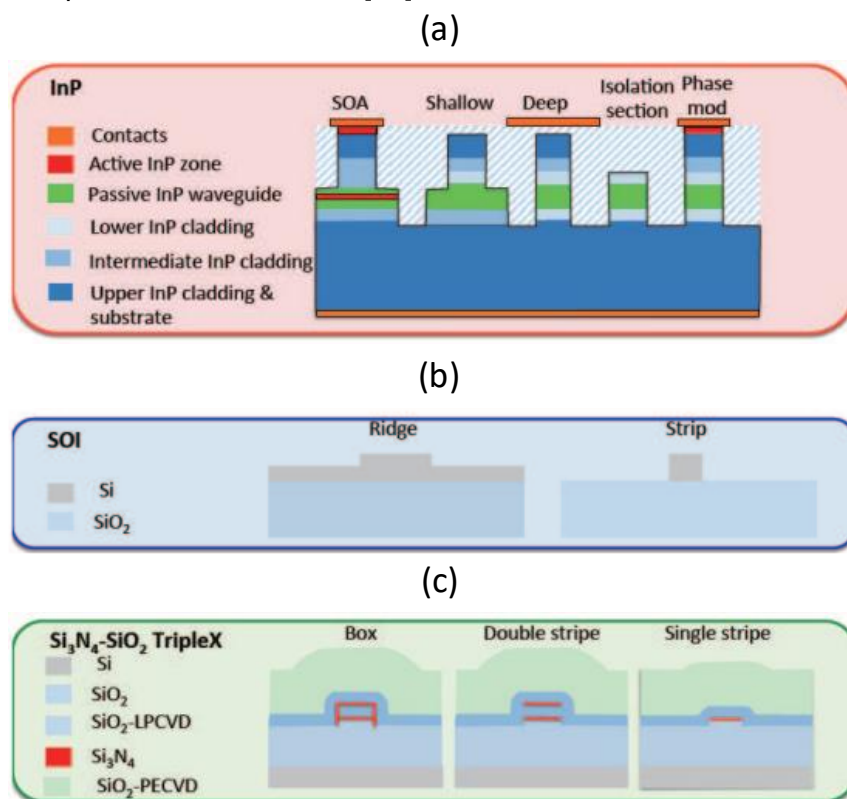 (a)
InP
SOA
Shallow
Deep
Isolation
section
Phase
mod
Contacts
Active InP zone
Passive InP waveguide
Lower InP cladding
Intermediate InP cladding
Upper InP cladding &
substrate
(b)
SOI
Ridge
Strip
Si
SiO₂
(c)
Si₃N₄-SiO₂ TripleX
Box
Double stripe
Single stripe
Si
SiO₂
SiO₂-LPCVD
Si₃N₄
SiO₂-PECVD